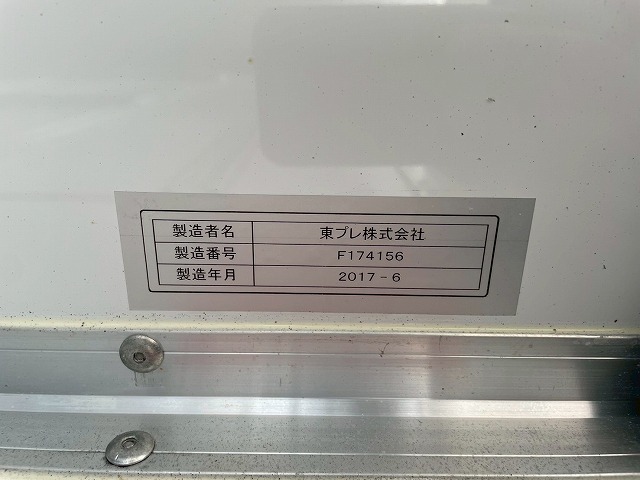 製造者名 東プレ株式会社
製造番号 F174156
製造年月 2017-6